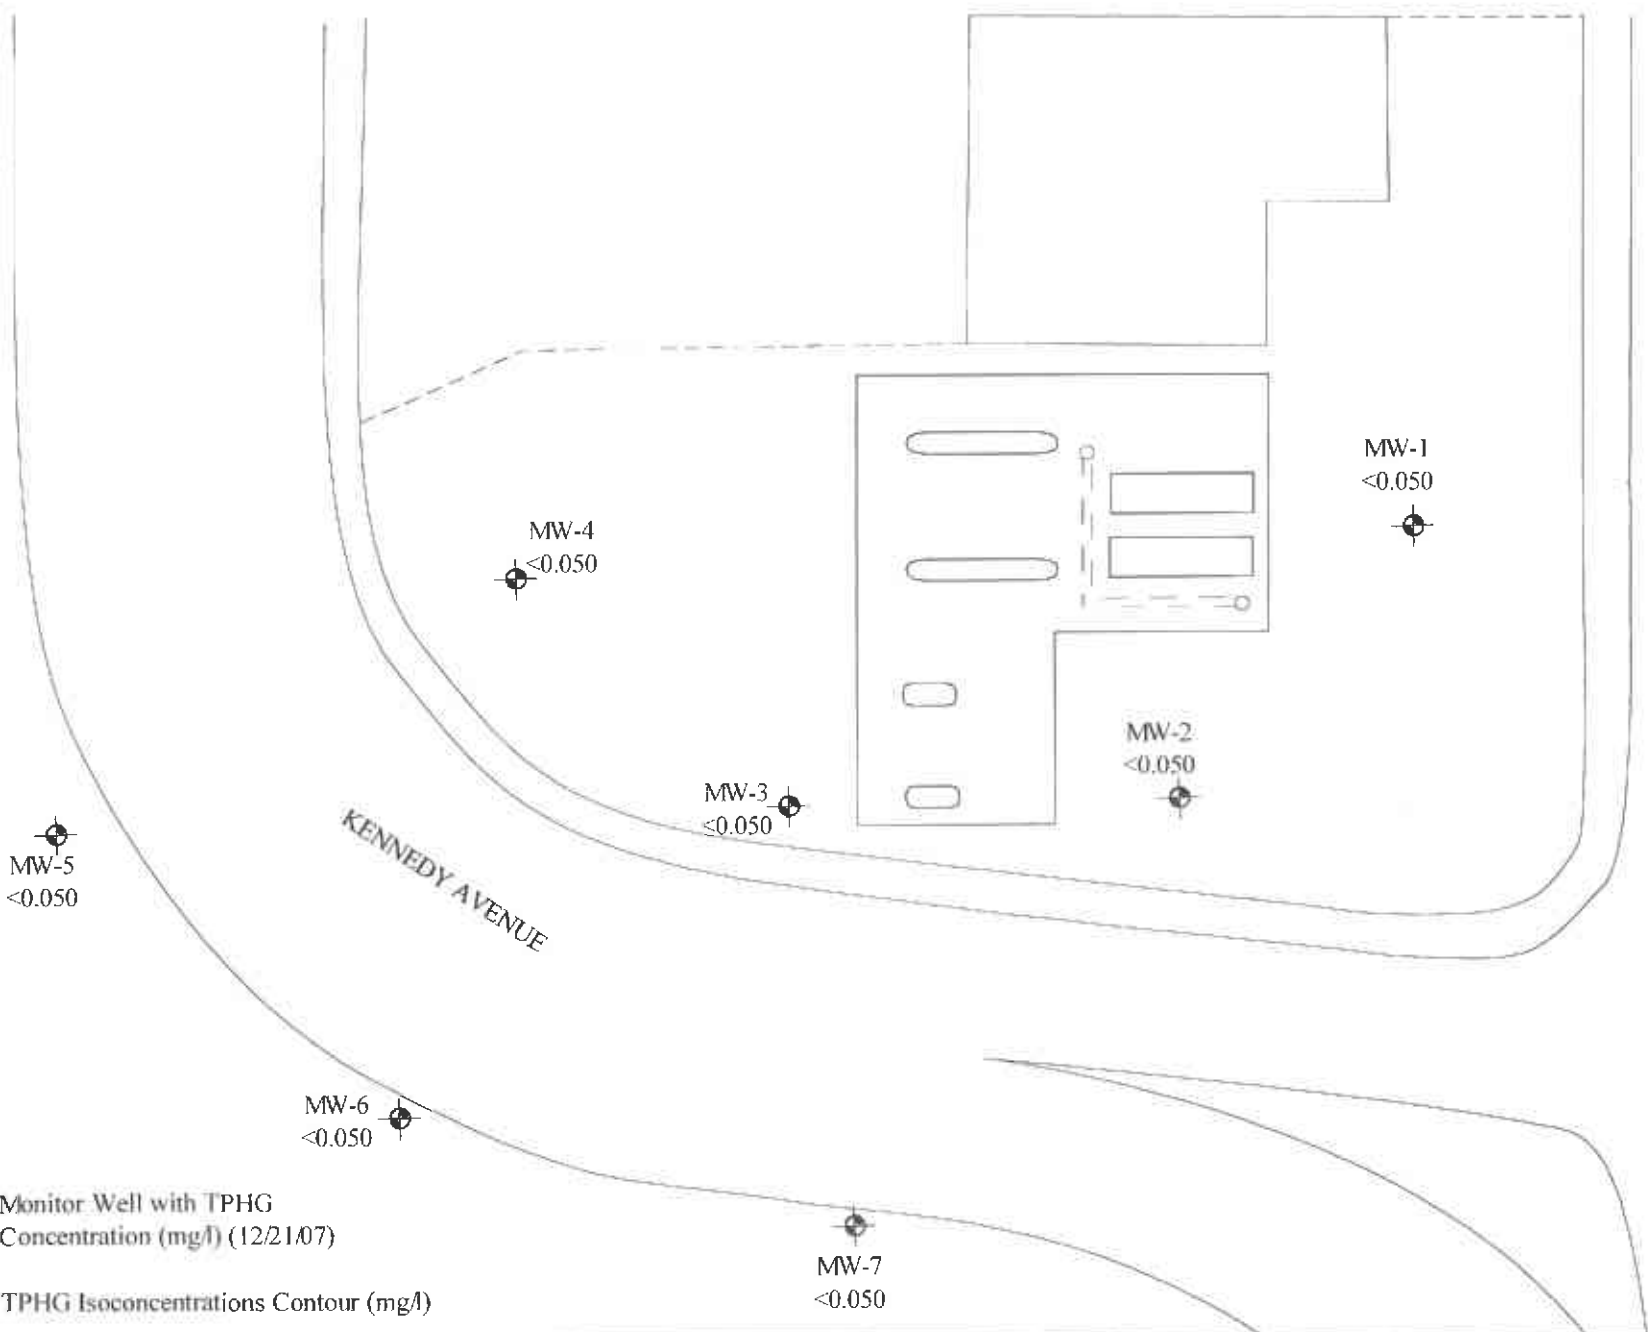 MW-1
<0.050
MW-4
<0.050
MW-2
<0.050
MW-3
<0.050
KENNEDY AVENUE
MW-5
<0.050
MW-6
<0.050
Monitor Well with TPHG
Concentration (mg/l) (12/21/07)
MW-7
<0.050
TPHG Isoconcentrations Contour (mg/l)